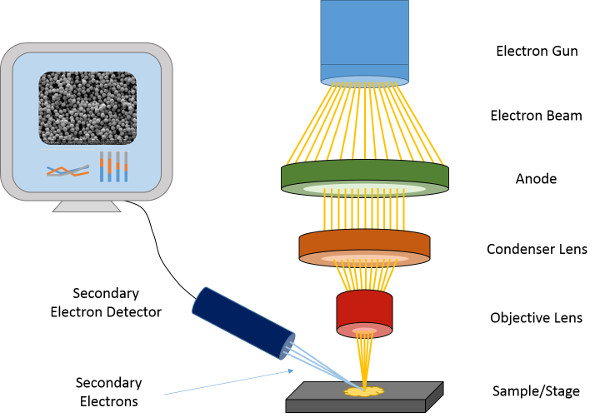 Electron Gun
Electron Beam
Anode
Condenser Lens
Secondary
Electron Detector
Objective Lens
Secondary
Electrons
Sample/Stage